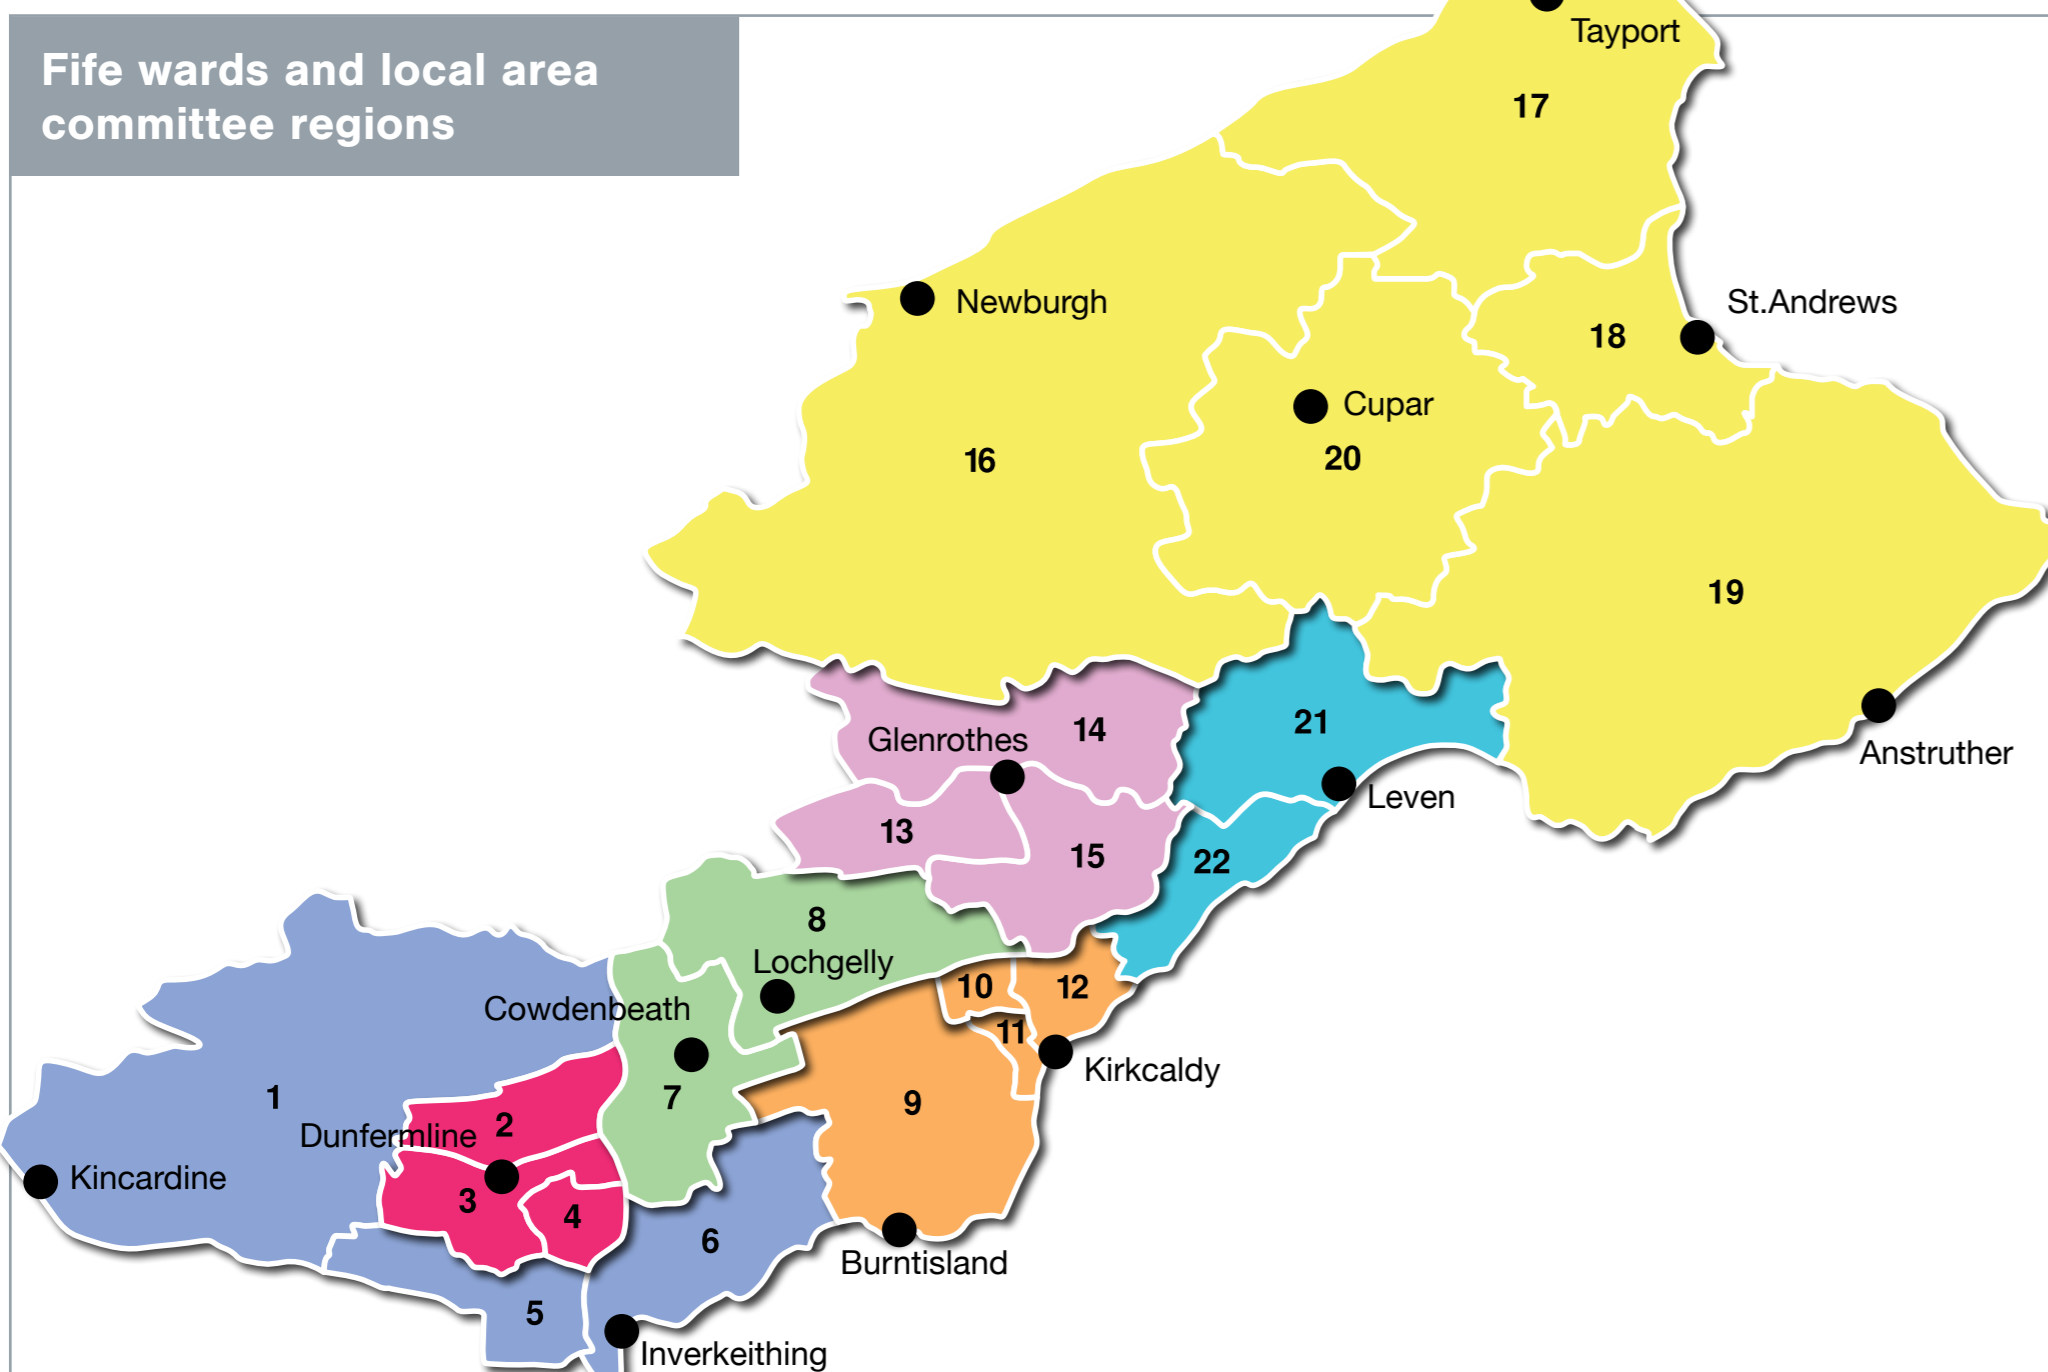 Fife wards and local area
committee regions
Tayport
17
Newburgh
St.Andrews
18
Cupar
16
20
19
Glenrothes
14
21
Anstruther
Leven
13
15
22
8
Lochgelly
10
12
Cowdenbeath
11
Kirkcaldy
1
7
9
2
Dunfermline
Kincardine
3
4
6
Burntisland
5
Inverkeithing